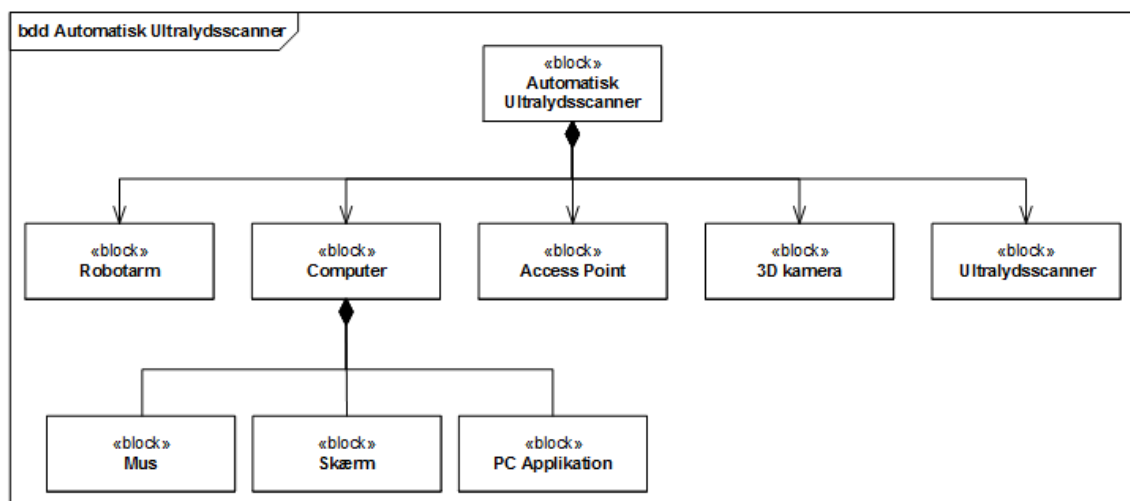 bdd Automatisk Ultralydsscanner
«block»
Automatisk
Ultralydsscanner
«block»
Robotarm
«block»
Computer
«block»
Access Point
«block»
3D kamera
«block»
Ultralydsscanner
«block»
Mus
«block»
Skærm
«block»
PC Applikation